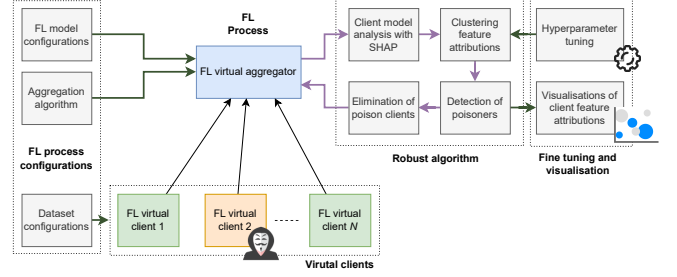 FL model
configurations
Aggregation
algorithm
FL process
configurations
Dataset
configurations
FL
Process
FL virtual aggregator
FL virtual
client 1
FL virtual
client 2
FL virtual
client N
Virutal clients
Client model
analysis with
SHAP
Clustering
feature
attributions
Elimination of
poison clients
Detection of
poisoners
Robust algorithm
Hyperparameter
tuning
Visualisations of
client feature
attributions
Fine tuning and
visualisation